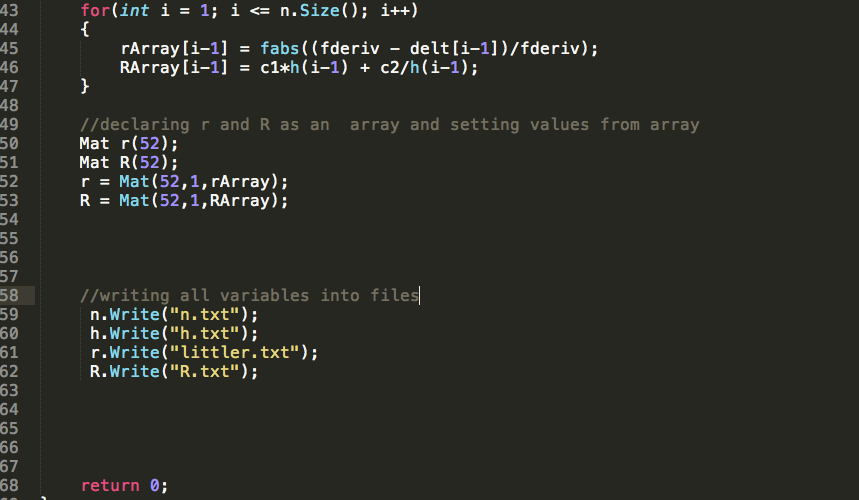 43 for(int i = 1; i <= n.Size(); i++)
44 {
45 rArray[i-1] = fabs((fderiv - delt[i-1])/fderiv);
46 RArray[i-1] = c1*h(i-1) + c2/h(i-1);
47 }
48
49 //declaring r and R as an  array and setting values from array
50 Mat r(52);
51 Mat R(52);
52 r = Mat(52,1,rArray);
53 R = Mat(52,1,RArray);
54
55
56
57
58 //writing all variables into files
59 n.Write("n.txt");
60 h.Write("h.txt");
61 r.Write("littler.txt");
62 R.Write("R.txt");
63
64
65
66
67
68 return 0;